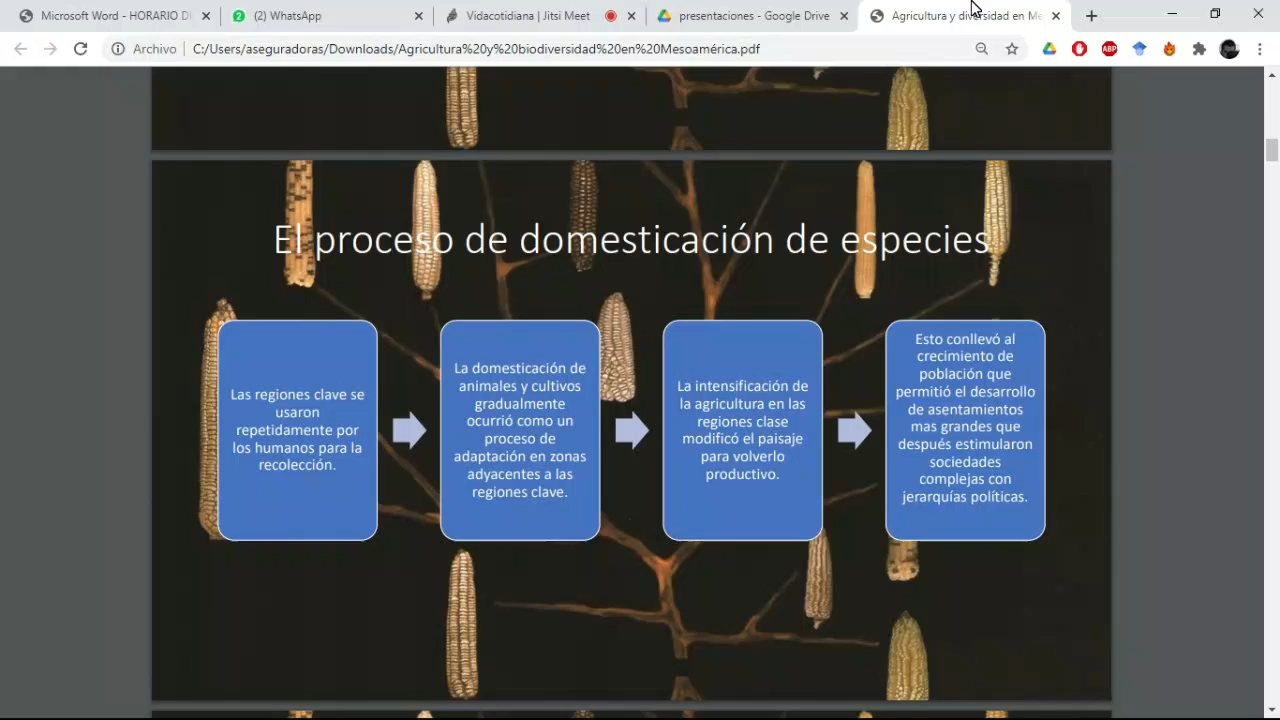 Microsoft Word - HORARIO DI
(2) WhatsApp
Vidacotidiana | Jitsi Meet
presentaciones - Google Drive
Agricultura y diversidad en Me
Archivo
C:/Users/aseguradoras/Downloads/Agricultura%20y%20biodiversidad%20en%20Mesoamérica.pdf
ABP
El proceso de domesticación de especies
Las regiones clave se
usaron
repetidamente por
los humanos para la
recolección.
La domesticación de
animales y cultivos
gradualmente
ocurrió como un
proceso de
adaptación en zonas
adyacentes a las
regiones clave.
La intensificación de
la agricultura en las
regiones clase
modificó el paisaje
para volverlo
productivo.
Esto conllevó al
crecimiento de
población que
permitió el desarrollo
de asentamientos
mas grandes que
después estimularon
sociedades
complejas con
jerarquías políticas.